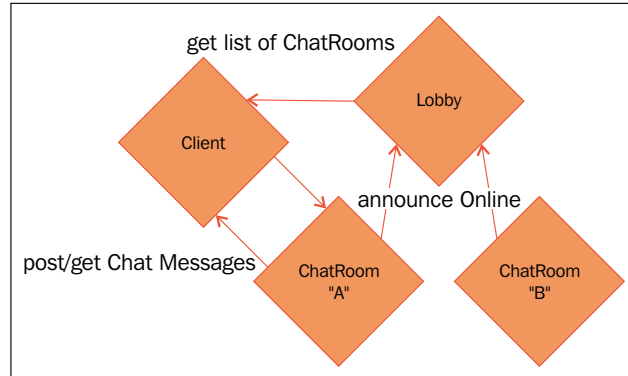 get list of ChatRooms
Lobby
Client
announce Online
post/get Chat Messages
ChatRoom
"A"
ChatRoom
"B"